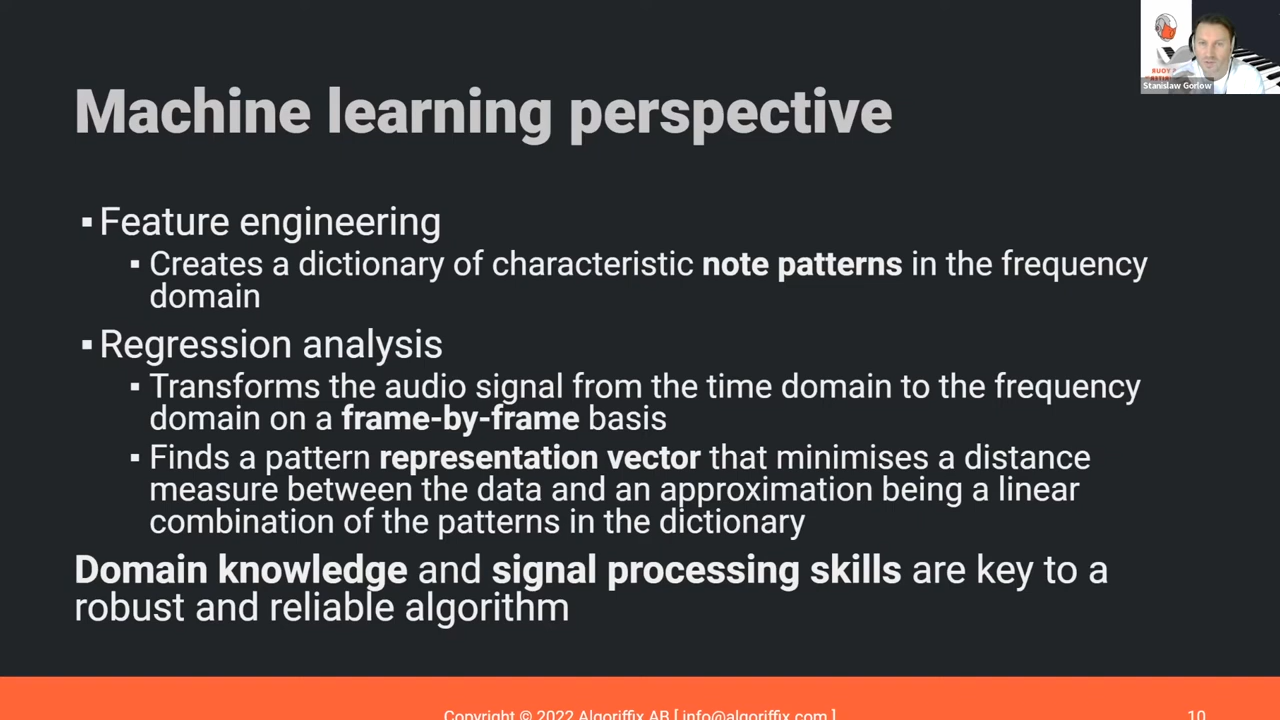 Machine learning perspective
▪Feature engineering
▪ Creates a dictionary of characteristic note patterns in the frequency
domain
▪Regression analysis
▪ Transforms the audio signal from the time domain to the frequency
domain on a frame-by-frame basis
▪ Finds a pattern representation vector that minimises a distance
measure between the data and an approximation being a linear
combination of the patterns in the dictionary
Domain knowledge and signal processing skills are key to a
robust and reliable algorithm
Copyright © 2022 Algoriffix AB [ info@algoriffix.com ]
10
Stanislaw Gorlow